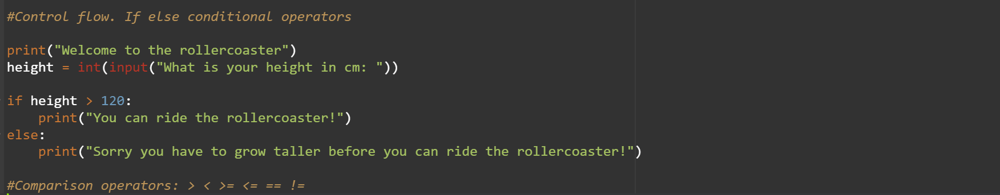 #Control flow. If else conditional operators
print("Welcome to the rollercoaster")
height = int(input("What is your height in cm: "))
if height > 120:
    print("You can ride the rollercoaster!")
else:
    print("Sorry you have to grow taller before you can ride the rollercoaster!")
#Comparison operators: > < >= <= == !=